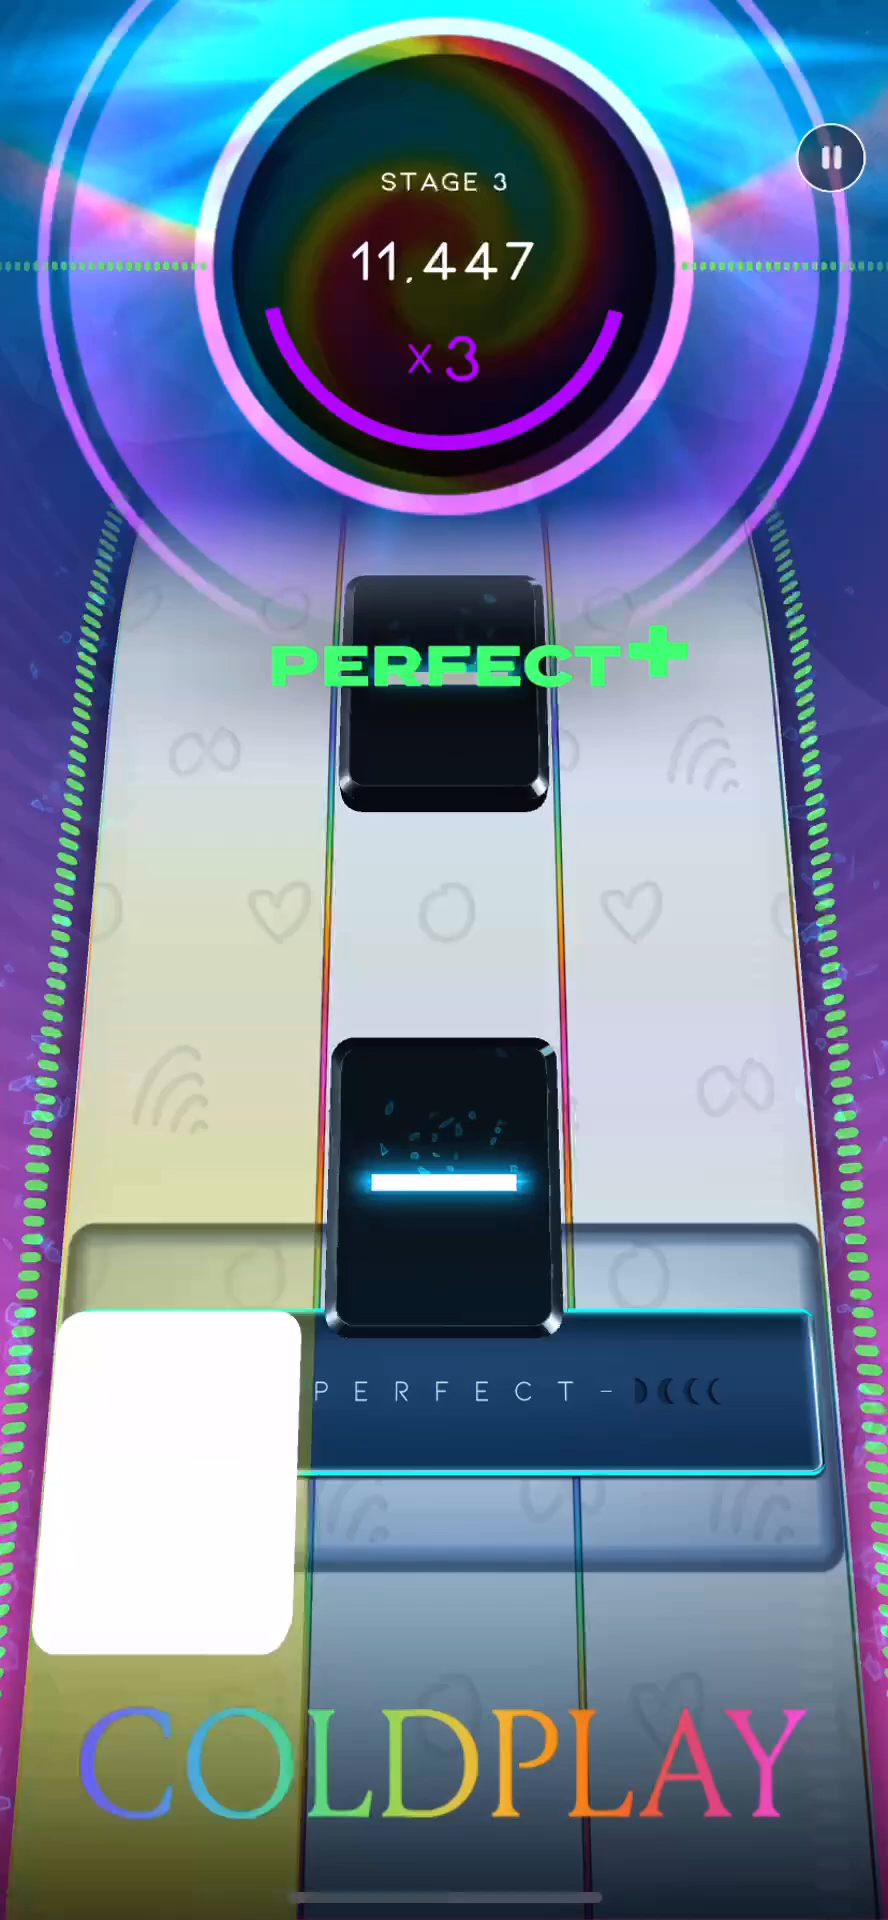 STAGE 3
11,447
x3
PERFECT+
PERFECT-
COLDPLAY